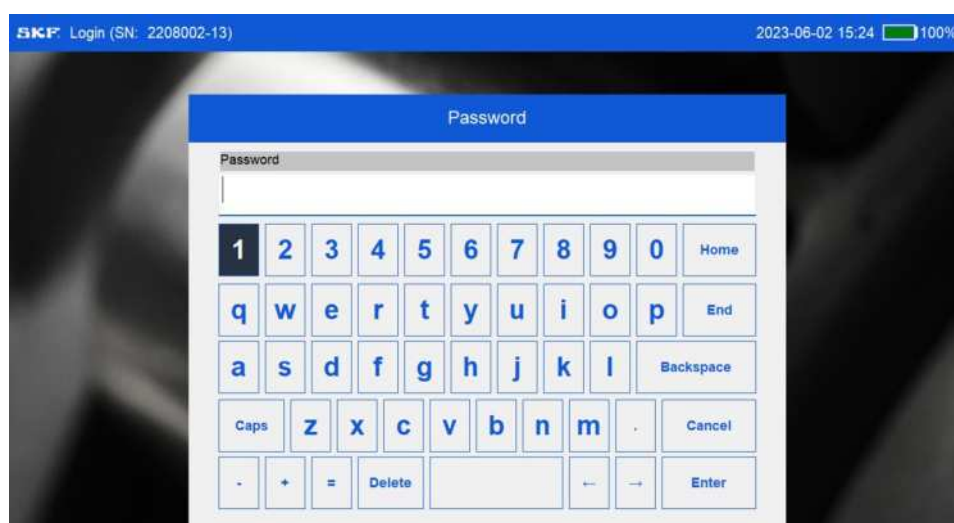 SKF. Login (SN: 2208002-13) 2023-06-02 15:24 100%
Password
Password
1 2 3 4 5 6 7 8 9 0 Home
q w e r t y u i o p End
a s d f g h j k l Backspace
Caps z x c v b n m . Cancel
- + = Delete ← → Enter